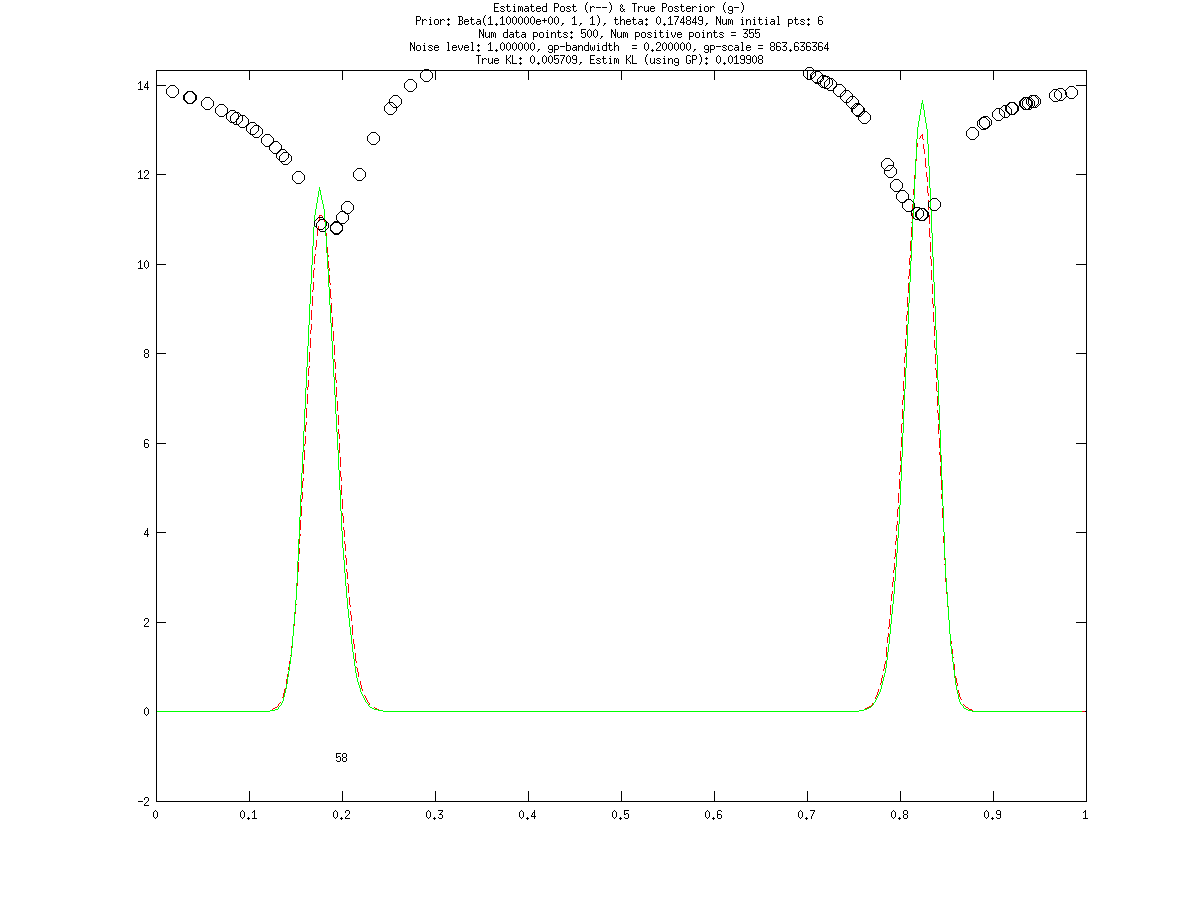 Estimated Post (r--) & True Posterior (g-)
Prior: Beta(1.100000e+00, 1, 1), theta: 0.174849, Num initial pts: 6
Num data points: 500, Num positive points = 355
Noise level: 1.000000, gp-bandwidth  = 0.200000, gp-scale = 863.636364
True KL: 0.005709, Estim KL (using GP): 0.019908
14
12
10
8
6
4
2
0
58
-2
0 0.1 0.2 0.3 0.4 0.5 0.6 0.7 0.8 0.9 1